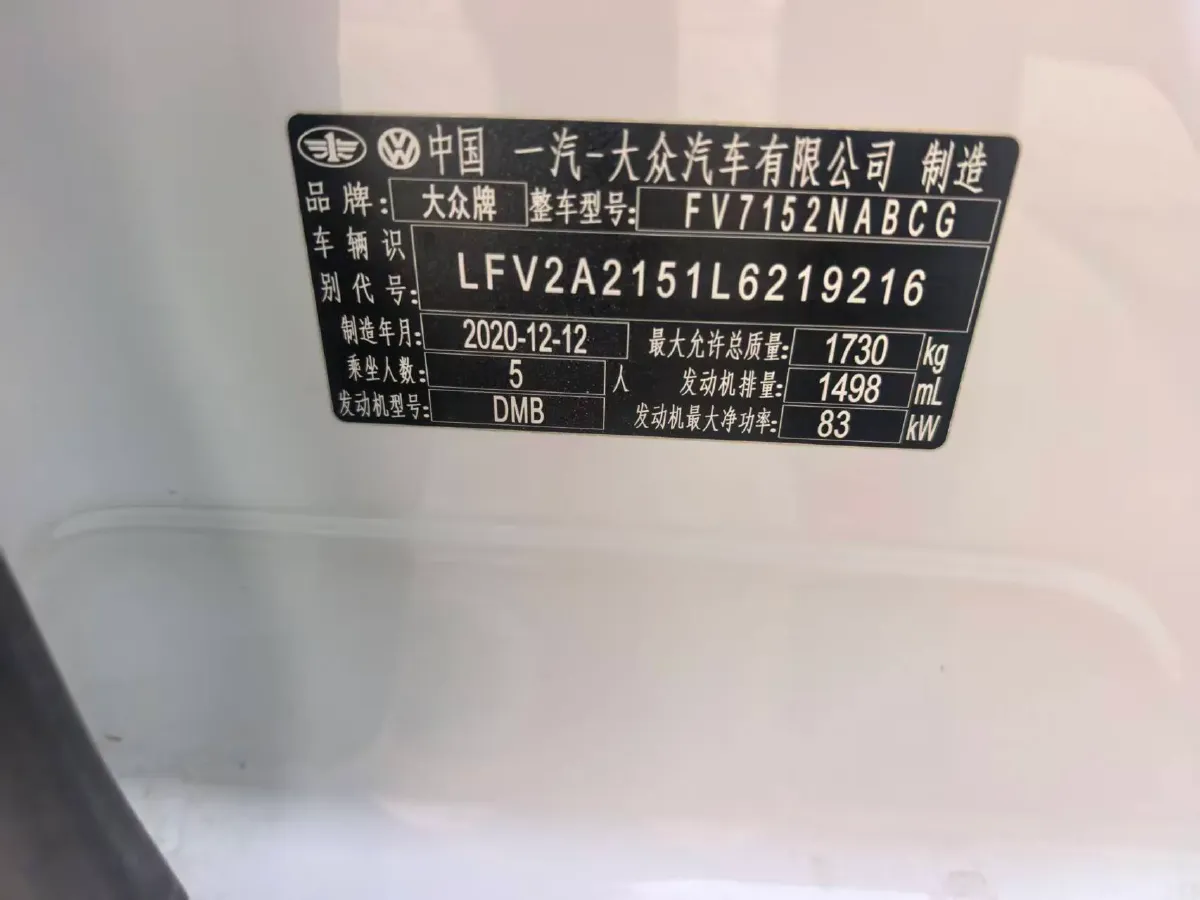 中国 一汽-大众汽车有限公司 制造
品牌: 大众牌 整车型号: FV7152NABCG
车辆识别代号: LFV2A2151L6219216
制造年月: 2020-12-12 最大允许总质量: 1730 kg
乘坐人数: 5 人 发动机排量: 1498 mL
发动机型号: DMB 发动机最大净功率: 83 kW